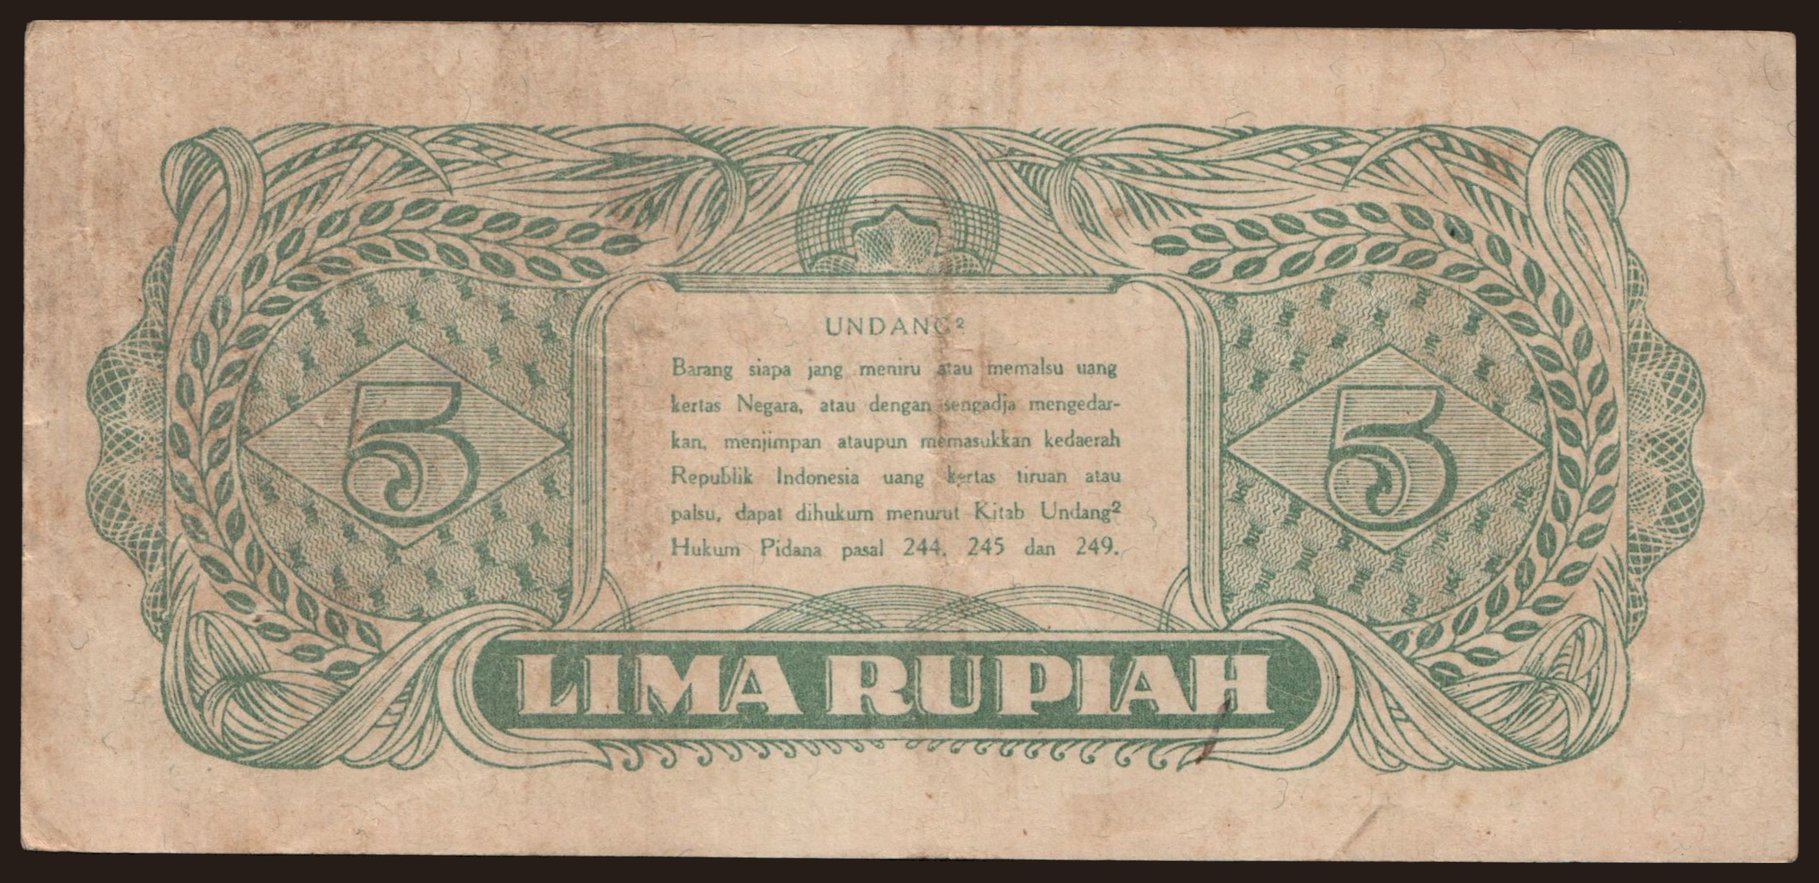 UNDANG²
Barang siapa jang meniru atau memalsu uang
kertas Negara, atau dengan sengadja mengedar-
kan, menjimpan ataupun memasukkan kedaerah
Republik Indonesia uang kertas tiruan atau
palsu, dapat dihukum menurut Kitab Undang²
Hukum Pidana pasal 244, 245 dan 249.
5
5
LIMA RUPIAH